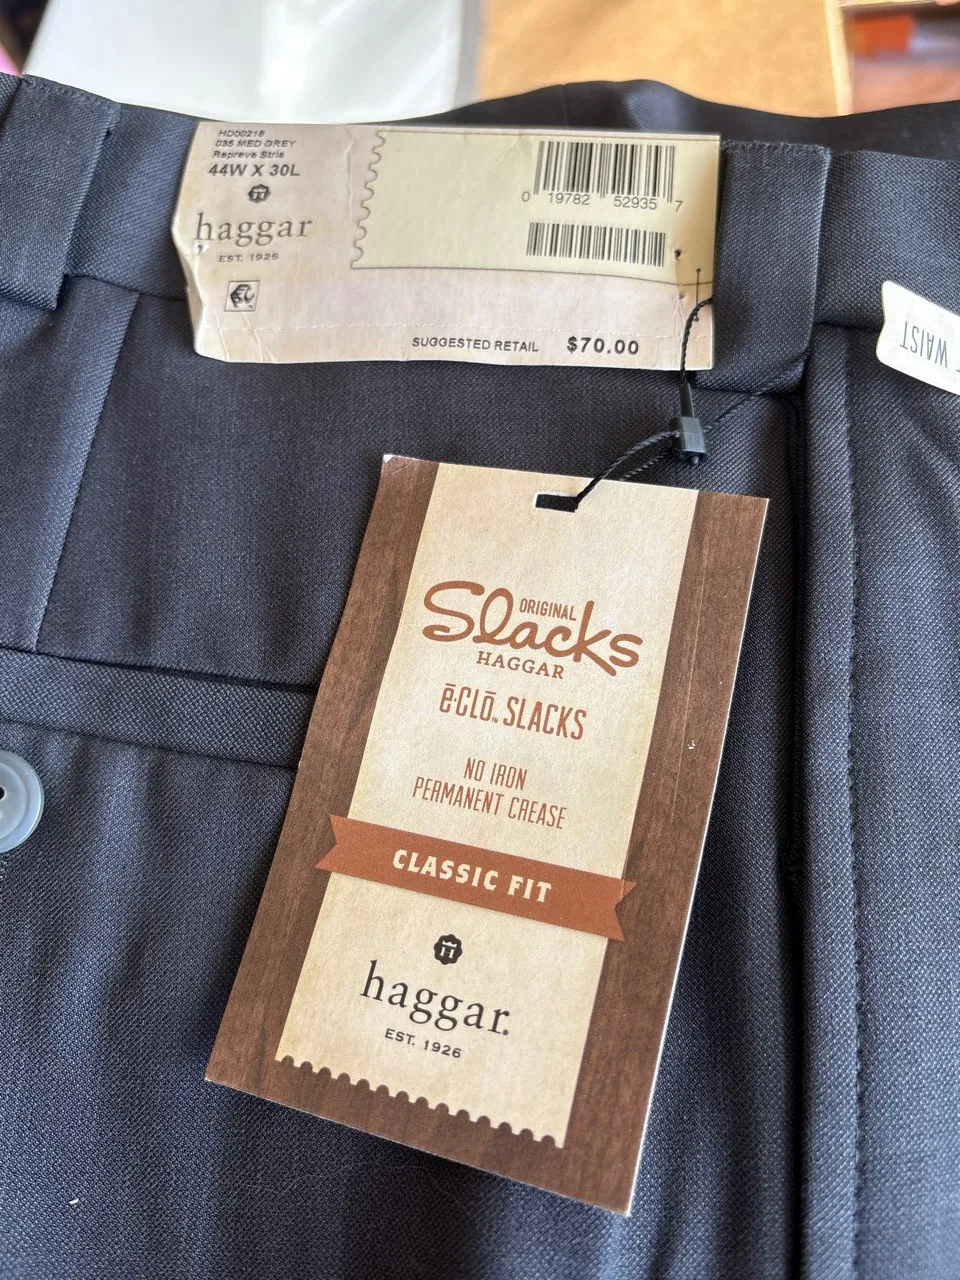 HD00218
035 MED GREY
Repreve Stria
44W X 30L
haggar
EST. 1926
0 19782 52935 7
SUGGESTED RETAIL $70.00
WAIST
ORIGINAL
Slacks
HAGGAR
ē·CLō™ SLACKS
NO IRON
PERMANENT CREASE
CLASSIC FIT
haggar.
EST. 1926